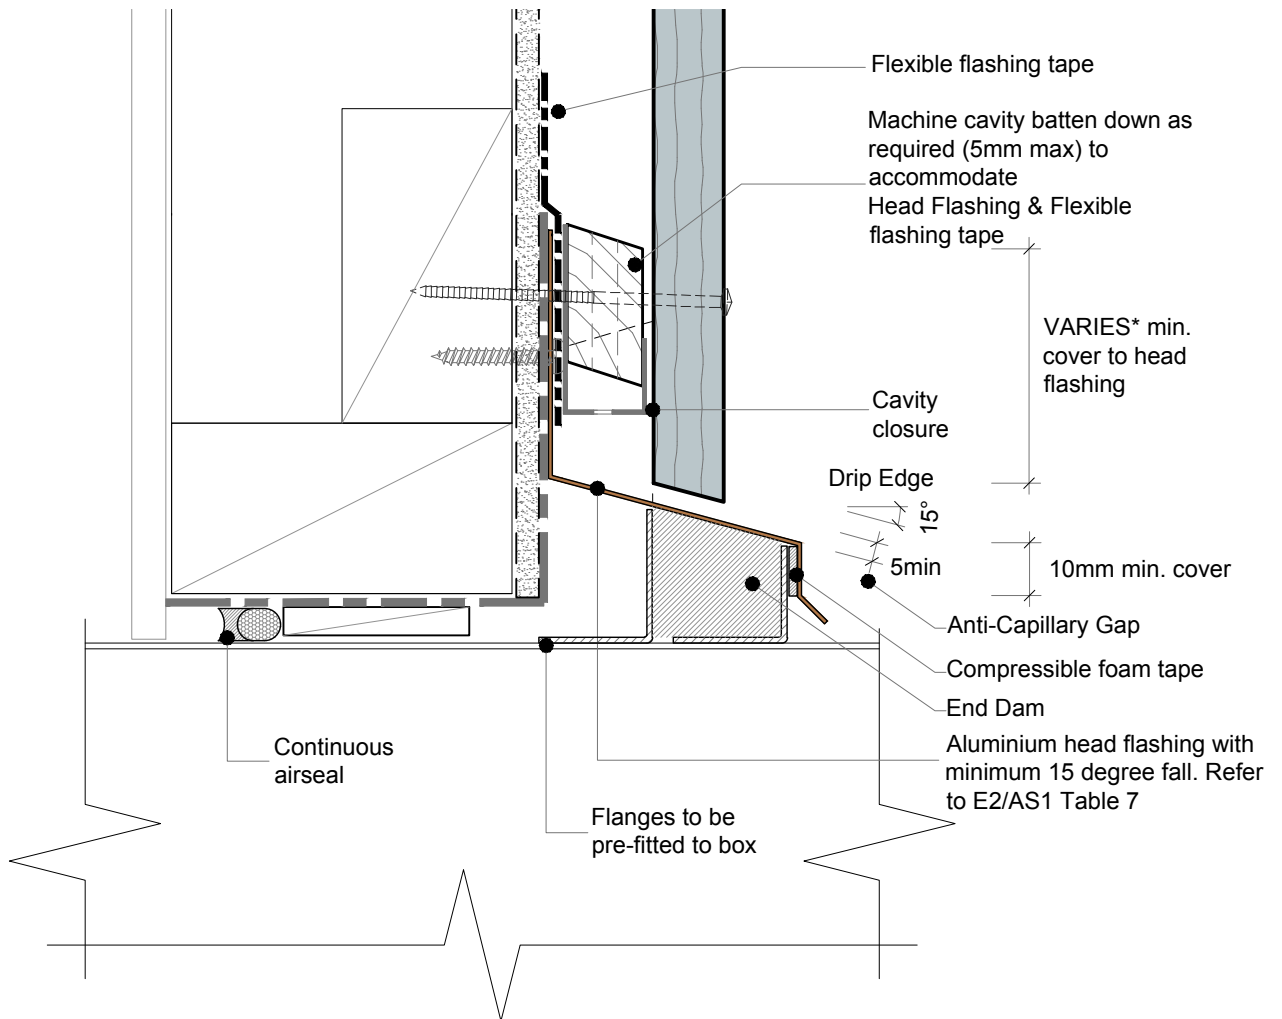 Flexible flashing tape
Machine cavity batten down as
required (5mm max) to
accommodate
Head Flashing & Flexible
flashing tape
VARIES* min.
cover to head
flashing
Cavity
closure
Drip Edge
15°
5min
10mm min. cover
Anti-Capillary Gap
Compressible foam tape
End Dam
Aluminium head flashing with
minimum 15 degree fall. Refer
to E2/AS1 Table 7
Continuous
airseal
Flanges to be
pre-fitted to box